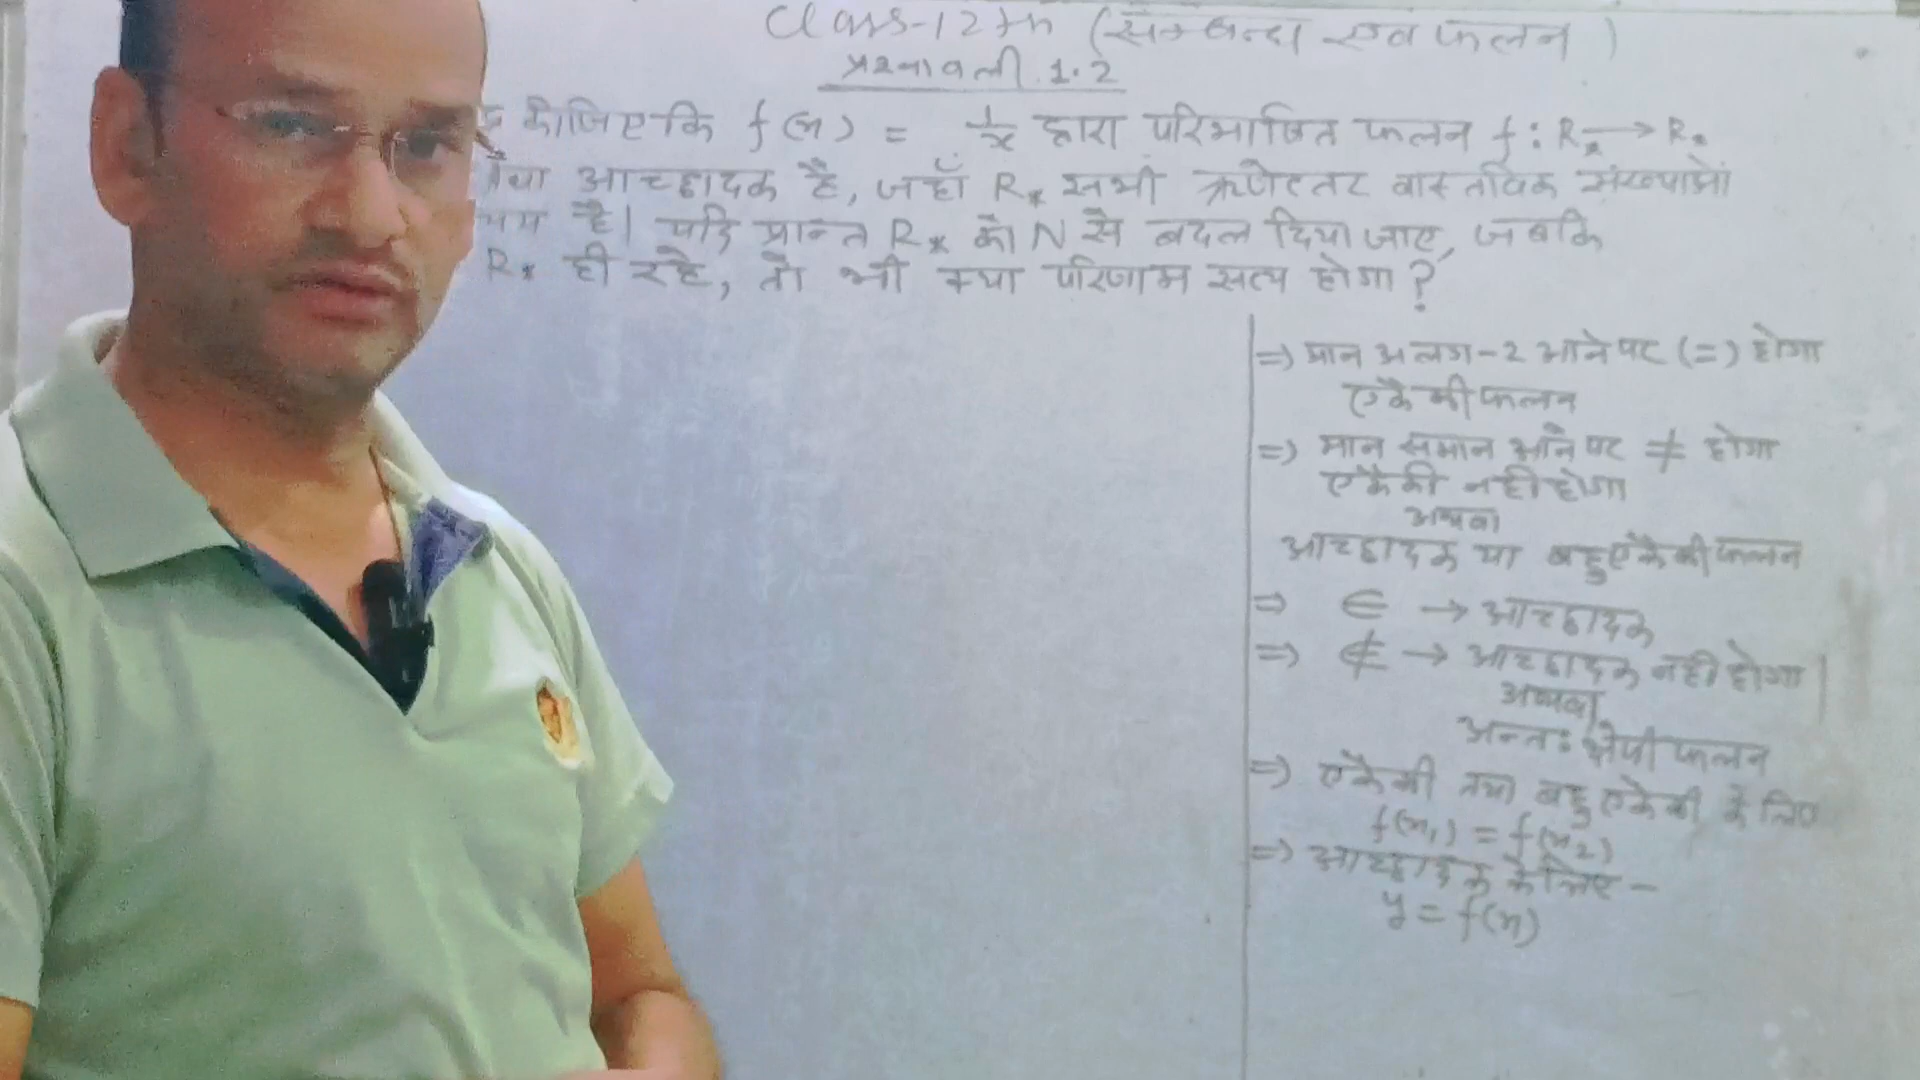 Class-12th (सम्बन्ध एवं फलन)
प्रश्नावली 1.2
कीजिए कि f(x) = 1/x द्वारा परिभाषित फलन f : R* → R*
आच्छादक है, जहाँ R* सभी ऋणेत्तर वास्तविक संख्याओं
है। यदि प्रान्त R* को N से बदल दिया जाए, जबकि
R* ही रहे, तो भी क्या परिणाम सत्य होगा?
=> मान अलग-2 आने पर (=) होगा
एकैकी फलन
=> मान समान आने पर ≠ होगा
एकैकी नही होगा
अथवा
आच्छादक या बहुएकैकी फलन
=> ∈ → आच्छादक
=> ∉ → आच्छादक नही होगा।
अथवा
अन्तः क्षेपी फलन
=> एकैकी तथा बहु एकैकी के लिए
f(x₁) = f(x₂)
=> आच्छादक के लिए -
y = f(x)